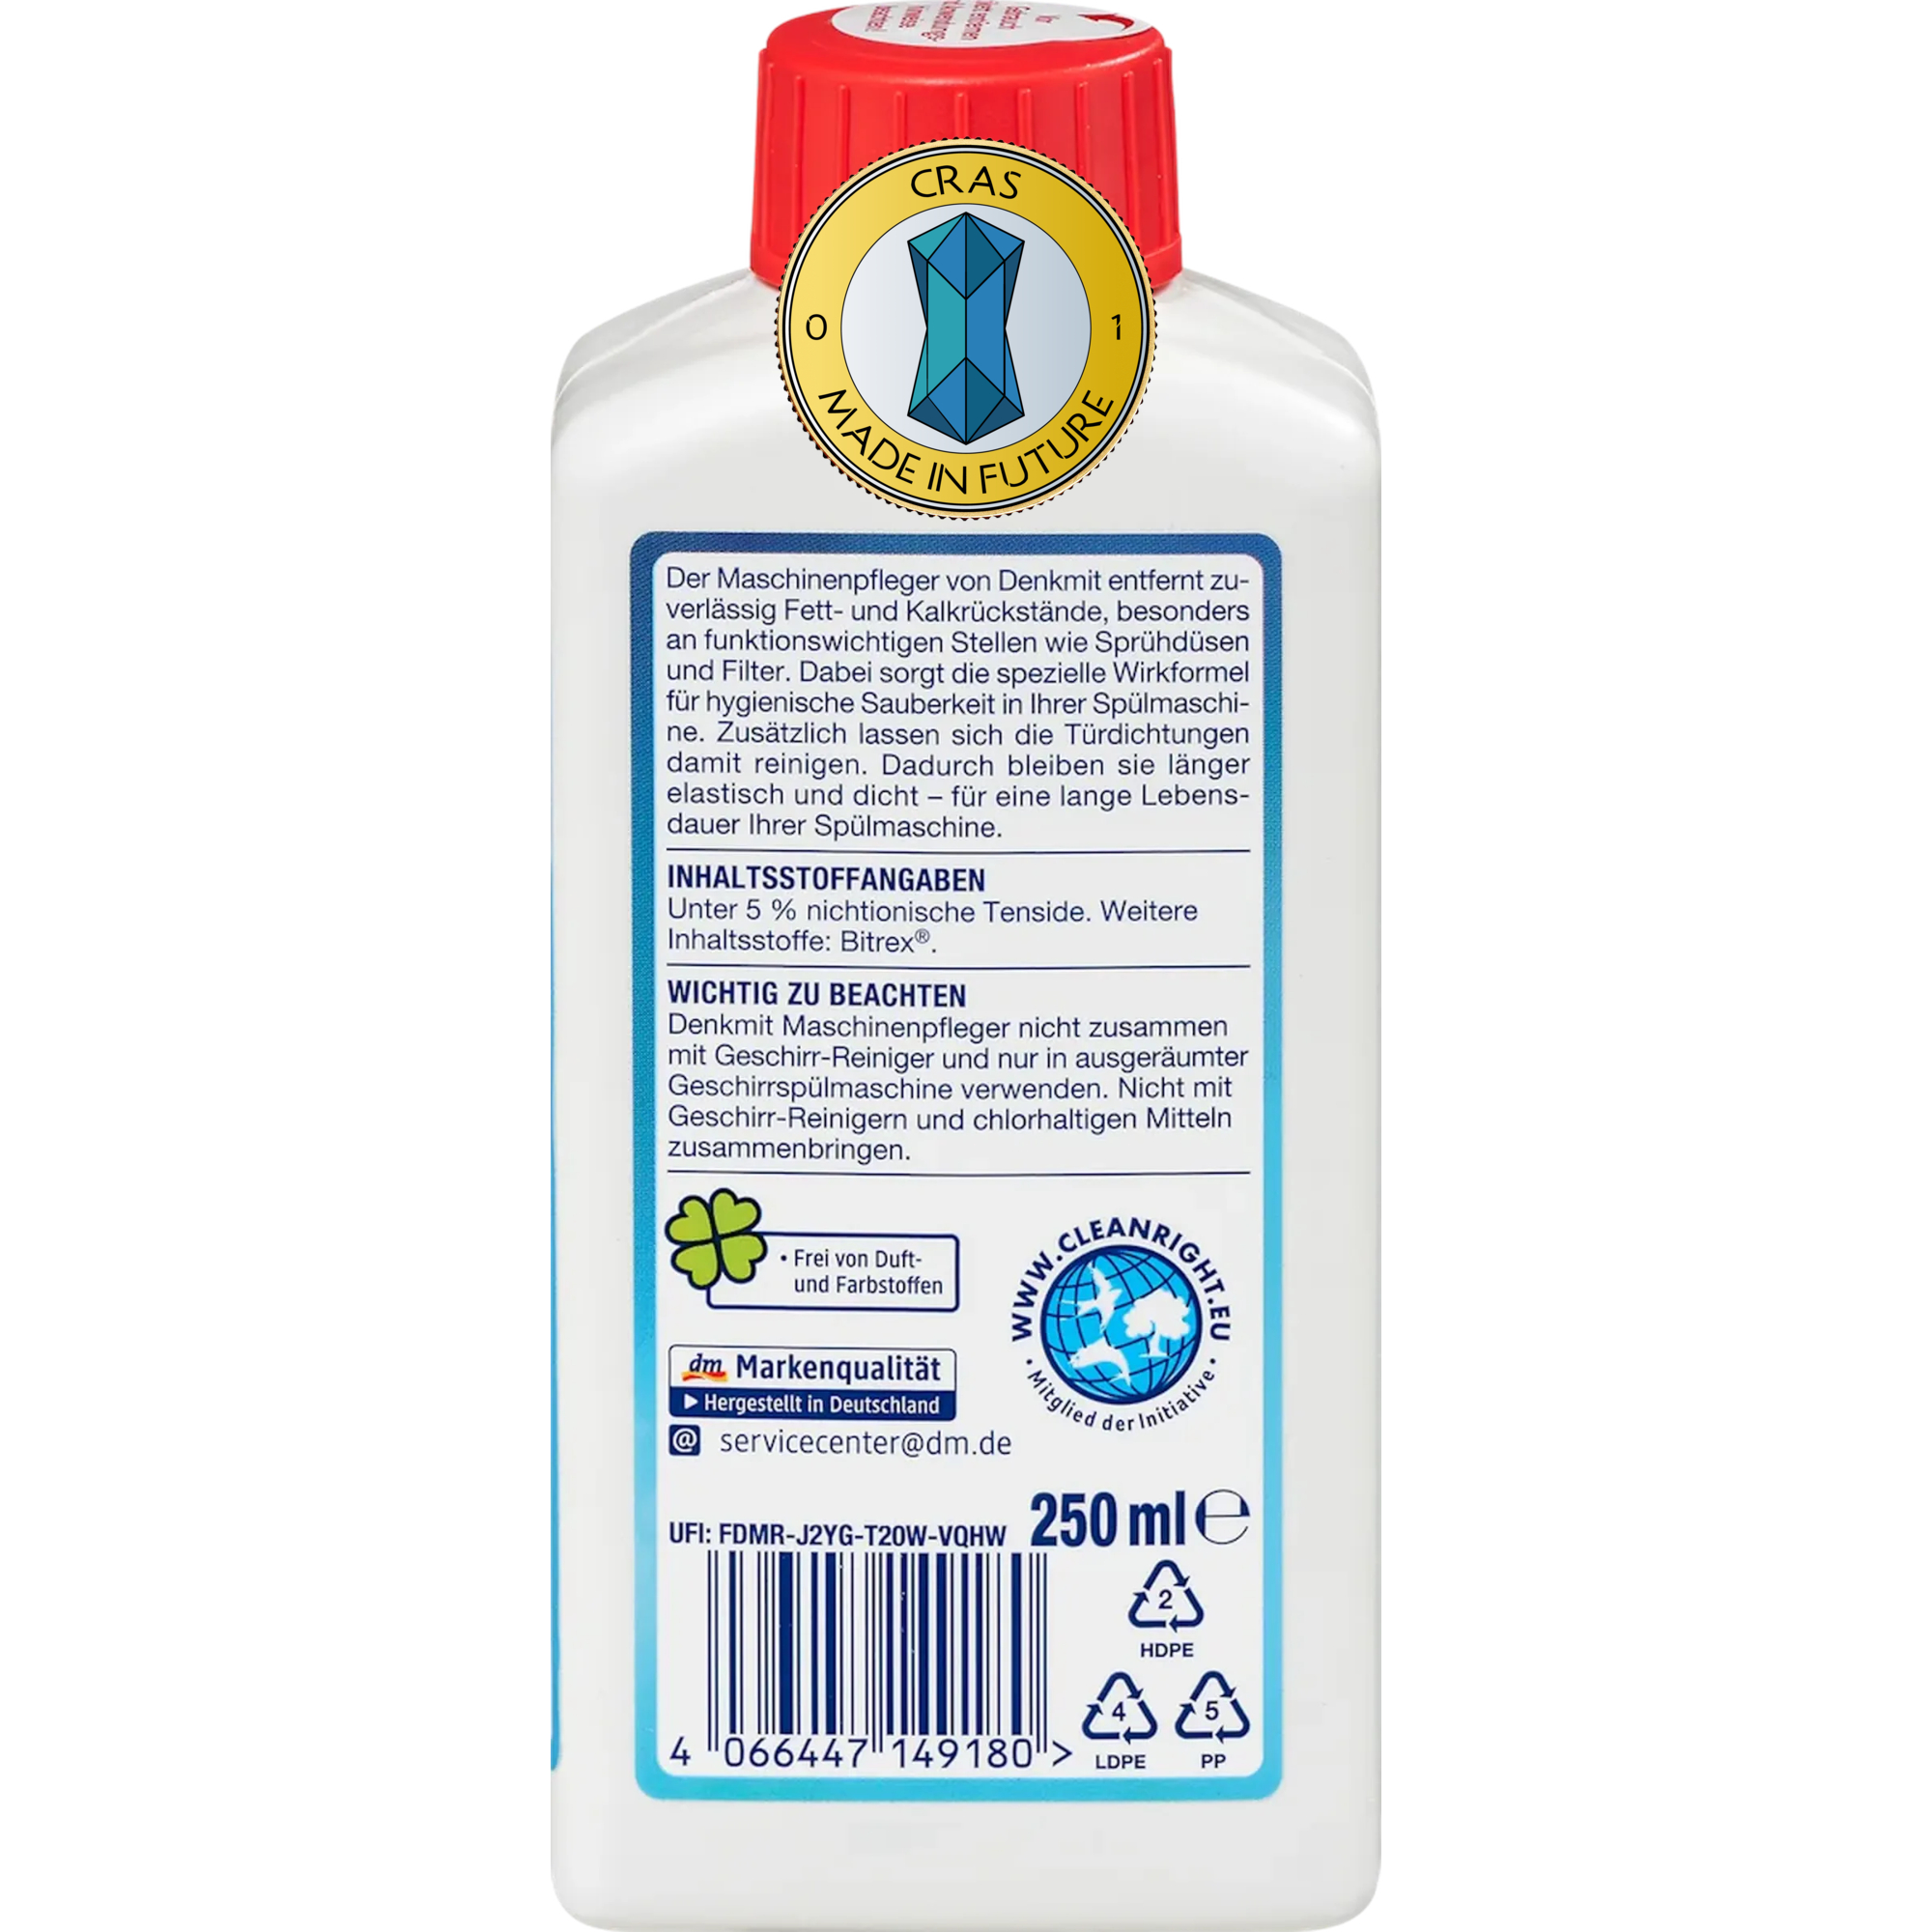 CRAS
0 1
MADE IN FUTURE
Der Maschinenpfleger von Denkmit entfernt zu-
verlässig Fett- und Kalkrückstände, besonders
an funktionswichtigen Stellen wie Sprühdüsen
und Filter. Dabei sorgt die spezielle Wirkformel
für hygienische Sauberkeit in Ihrer Spülmaschi-
ne. Zusätzlich lassen sich die Türdichtungen
damit reinigen. Dadurch bleiben sie länger
elastisch und dicht – für eine lange Lebens-
dauer Ihrer Spülmaschine.
INHALTSSTOFFANGABEN
Unter 5 % nichtionische Tenside. Weitere
Inhaltsstoffe: Bitrex®.
WICHTIG ZU BEACHTEN
Denkmit Maschinenpfleger nicht zusammen
mit Geschirr-Reiniger und nur in ausgeräumter
Geschirrspülmaschine verwenden. Nicht mit
Geschirr-Reinigern und chlorhaltigen Mitteln
zusammenbringen.
• Frei von Duft-
und Farbstoffen
WWW.CLEANRIGHT.EU
• Mitglied der Initiative •
dm Markenqualität
Hergestellt in Deutschland
@ servicecenter@dm.de
250 ml e
UFI: FDMR-J2YG-T20W-VQHW
2
HDPE
4
LDPE
5
PP
4 066447 149180 >